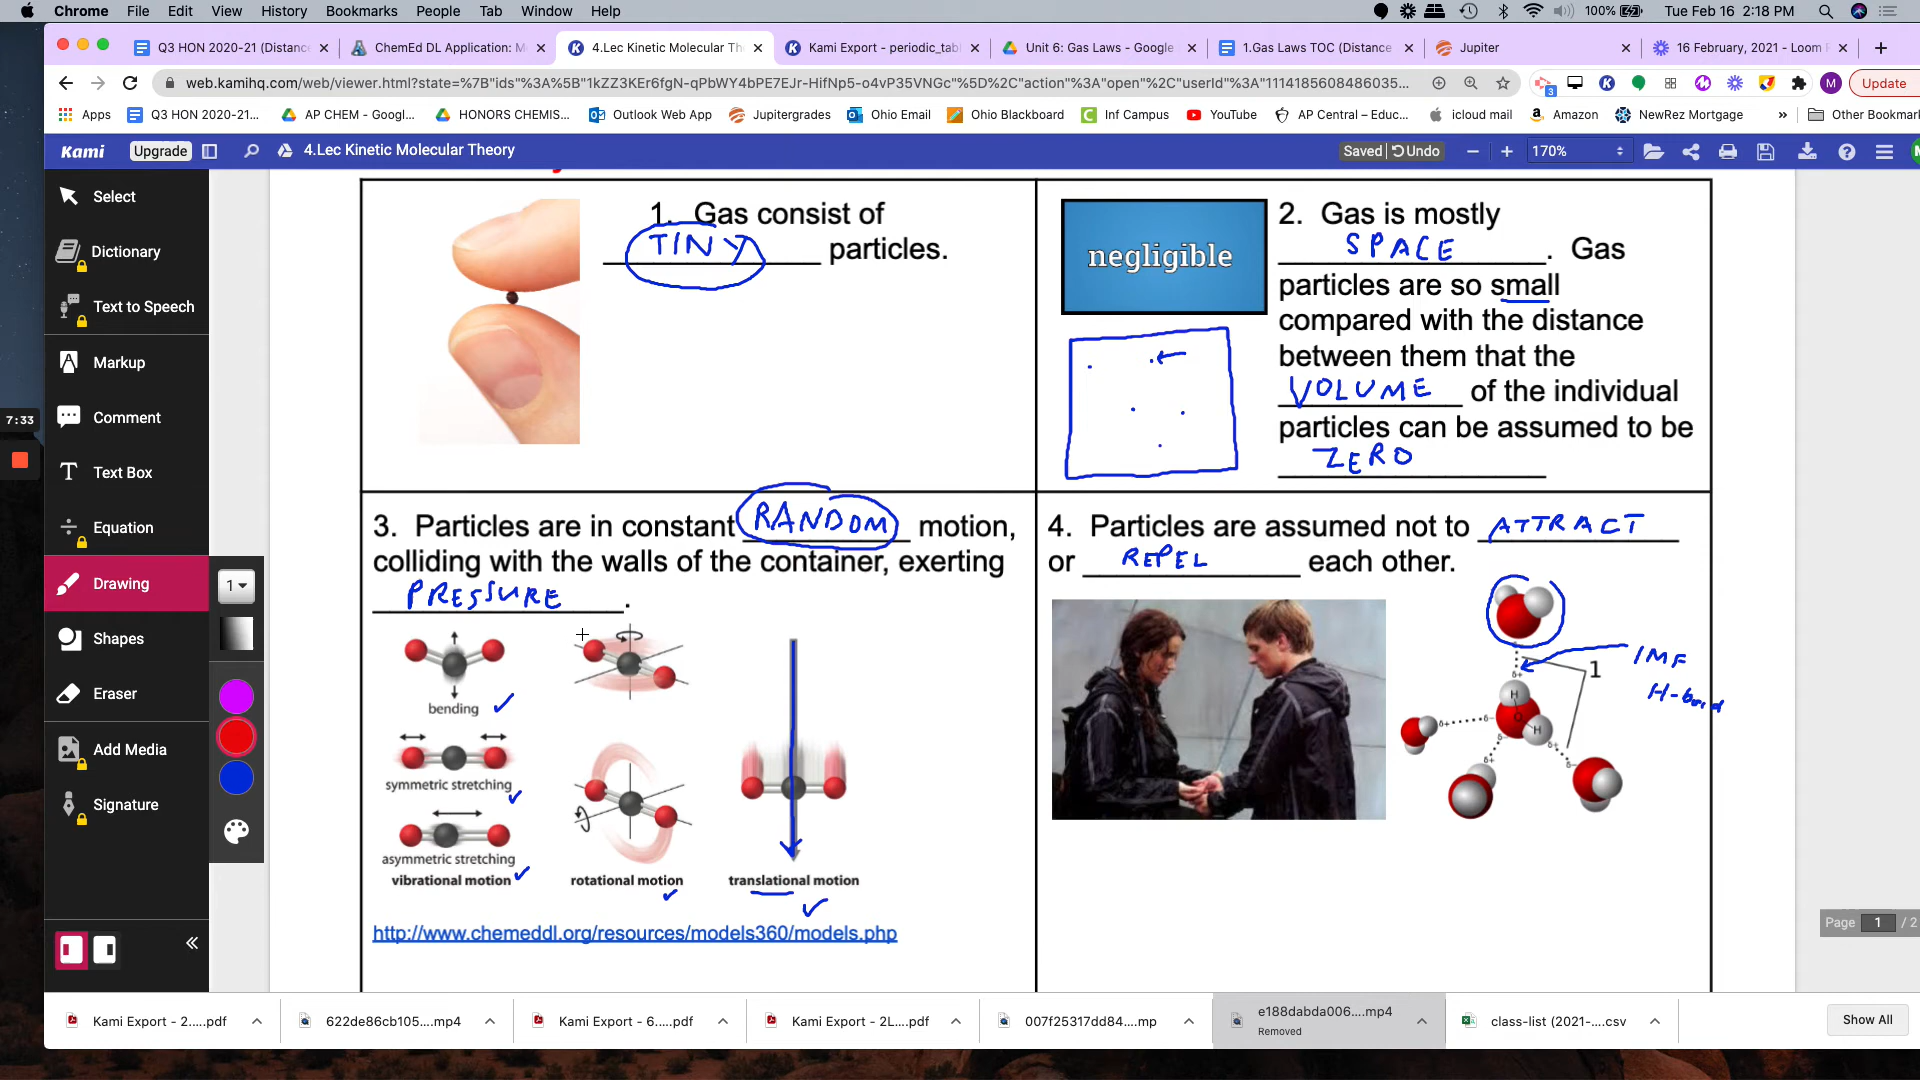 Chrome File Edit View History Bookmarks People Tab Window Help 100% Tue Feb 16 2:18 PM
Q3 HON 2020-21 (Distanc ChemEd DL Application: M 4.Lec Kinetic Molecular Th Kami Export - periodic_tab Unit 6: Gas Laws - Google 1.Gas Laws TOC (Distance Jupiter 16 February, 2021 - Loom
web.kamihq.com/web/viewer.html?state=%7B"ids"%3A%5B"1kZZ3KEr6fgN-qPbWY4bPE7EJr-HifNp5-o4vP35VNGc"%5D%2C"action"%3A"open"%2C"userId"%3A"1114185608486035... 3 M Update
Apps Q3 HON 2020-21... AP CHEM - Googl... HONORS CHEMIS... Outlook Web App Jupitergrades Ohio Email Ohio Blackboard Inf Campus YouTube AP Central – Educ... icloud mail Amazon NewRez Mortgage » Other Bookmar
Kami Upgrade 4.Lec Kinetic Molecular Theory Saved Undo 170%
Select
Dictionary
Text to Speech
Markup
Comment
7:33
Text Box
Equation
Drawing
1
Shapes
Eraser
Add Media
Signature
1. Gas consist of
TINY particles.
negligible
2. Gas is mostly
SPACE. Gas
particles are so small
compared with the distance
between them that the
VOLUME of the individual
particles can be assumed to be
ZERO
3. Particles are in constant RANDOM motion,
colliding with the walls of the container, exerting
PRESSURE.
bending
symmetric stretching
asymmetric stretching
vibrational motion rotational motion translational motion
http://www.chemeddl.org/resources/models360/models.php
4. Particles are assumed not to ATTRACT
or REPEL each other.
IMF
H-bond
1
δ+
H
δ+ δ− O
H
δ+
δ− δ−
δ+
Page 1 / 2
Kami Export - 2....pdf 622de86cb105....mp4 Kami Export - 6....pdf Kami Export - 2L....pdf 007f25317dd84....mp e188dabda006....mp4 class-list (2021-....csv Show All
Removed